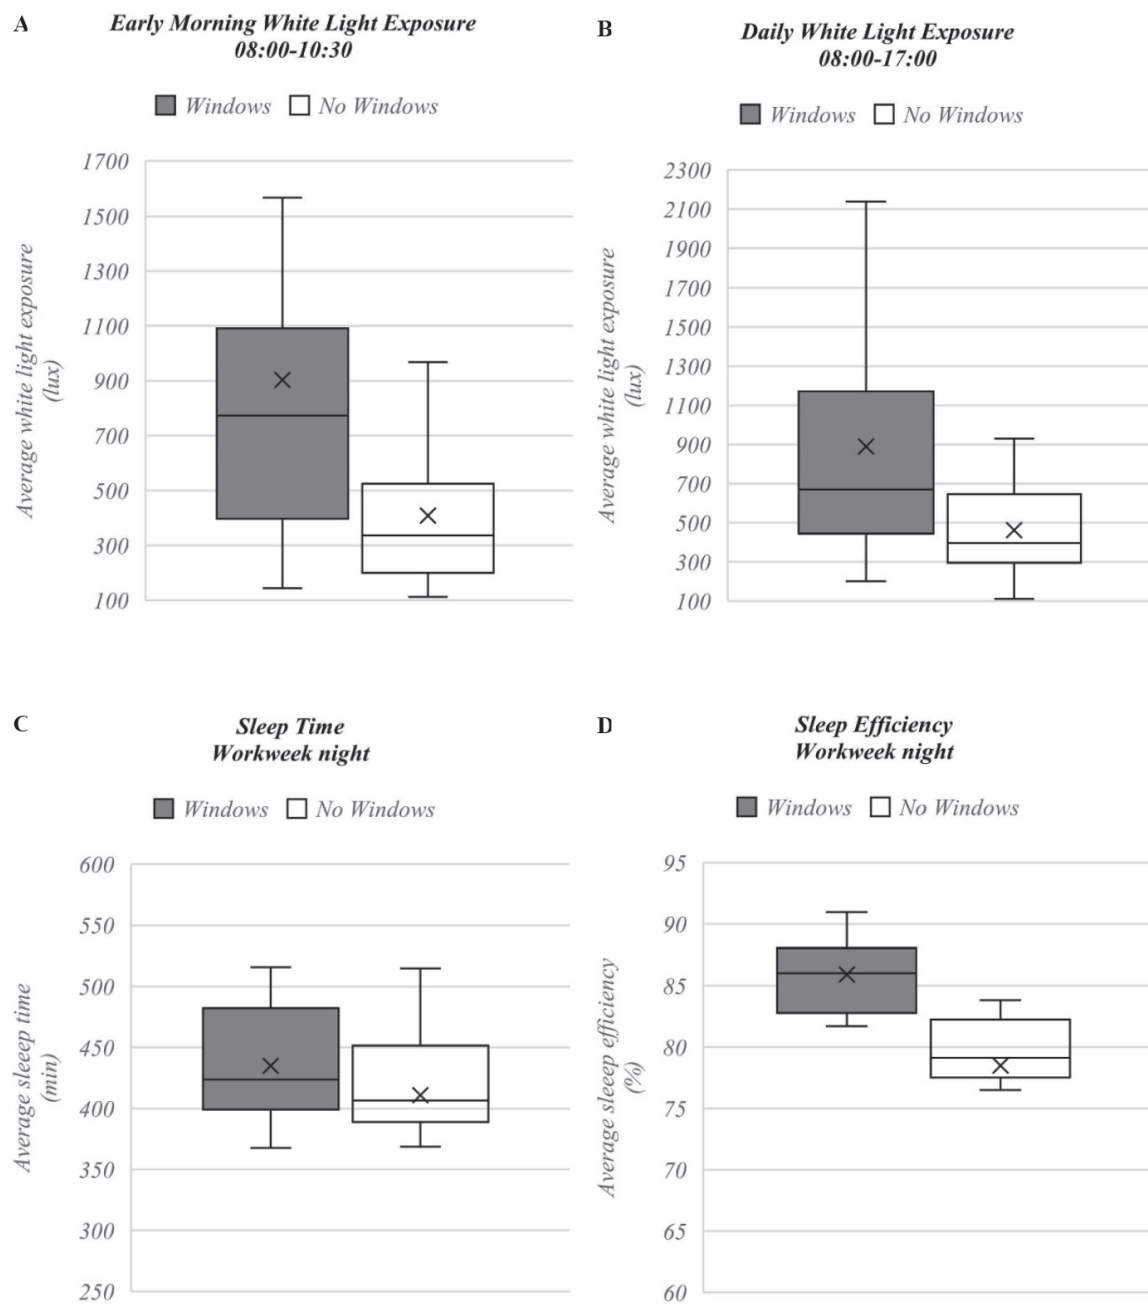 A
Early Morning White Light Exposure
08:00-10:30
Windows No Windows
1700
1500
1300
1100
900
700
500
300
100
Average white light exposure
(lux)
B
Daily White Light Exposure
08:00-17:00
Windows No Windows
2300
2100
1900
1700
1500
1300
1100
900
700
500
300
100
Average white light exposure
(lux)
C
Sleep Time
Workweek night
Windows No Windows
600
550
500
450
400
350
300
250
Average sleeep time
(min)
D
Sleep Efficiency
Workweek night
Windows No Windows
95
90
85
80
75
70
65
60
Average sleeep efficiency
(%)